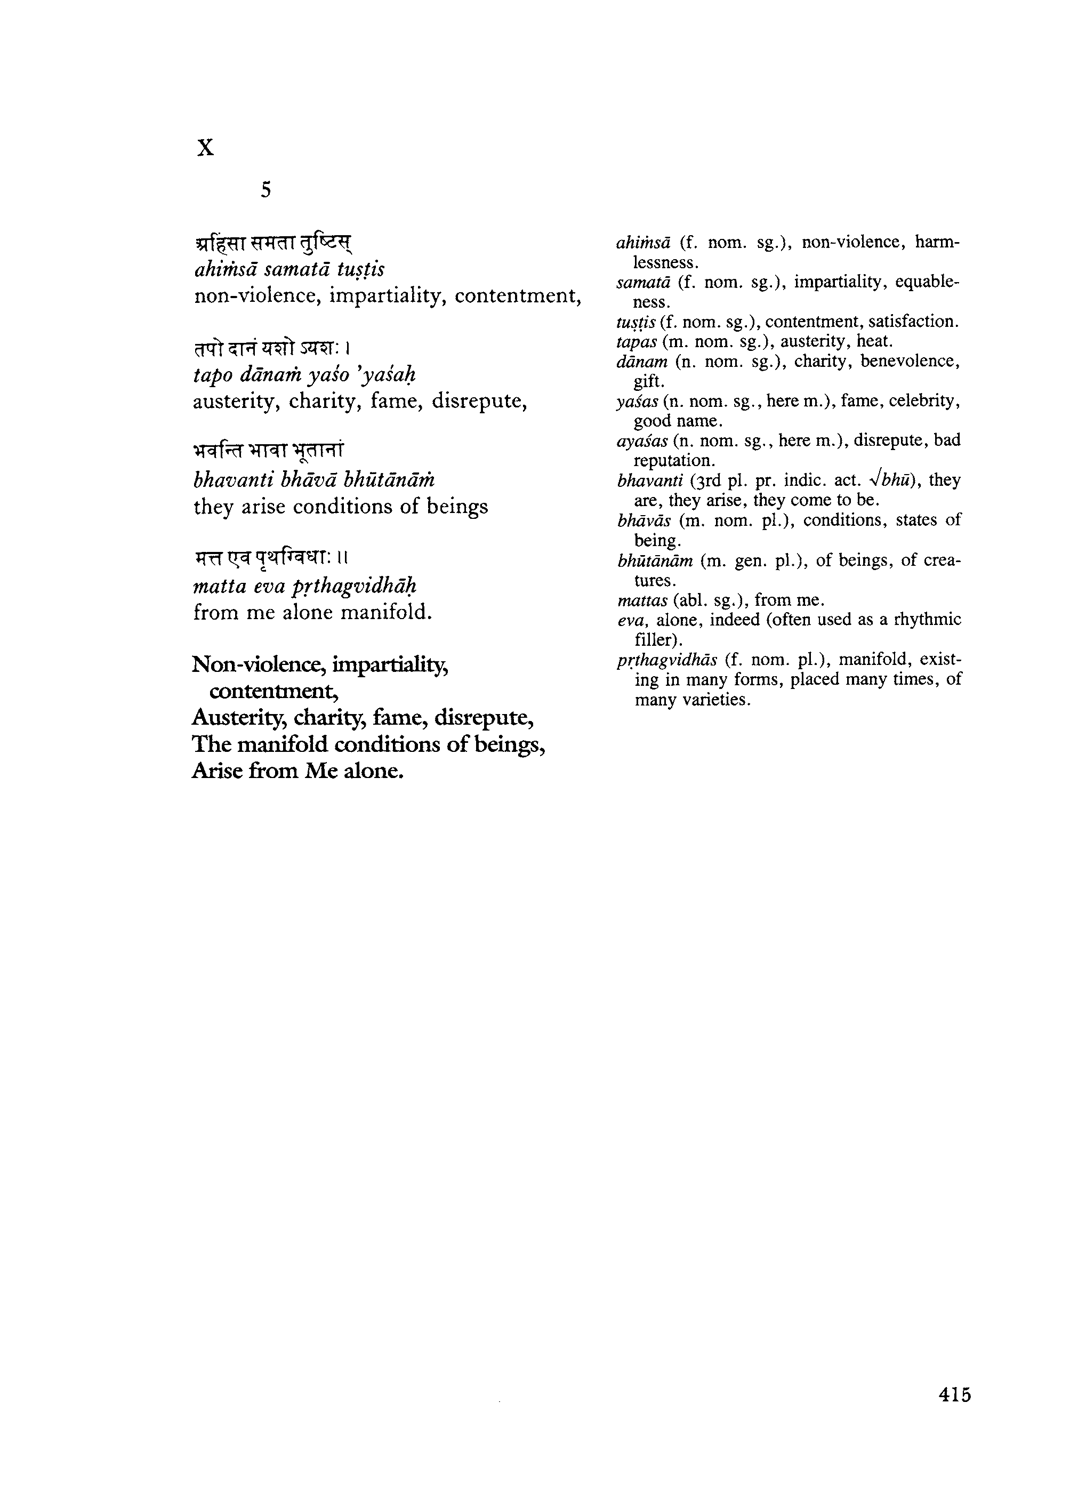 X
5
अहिंसा समता तुष्टिस्
ahiṁsā samatā tuṣṭis
non-violence, impartiality, contentment,
तपो दानं यशो ऽयशः ।
tapo dānaṁ yaśo 'yaśaḥ
austerity, charity, fame, disrepute,
भवन्ति भावा भूतानां
bhavanti bhāvā bhūtānāṁ
they arise conditions of beings
मत्त एव पृथग्विधाः ॥
matta eva pṛthagvidhāḥ
from me alone manifold.
Non-violence, impartiality,
contentment,
Austerity, charity, fame, disrepute,
The manifold conditions of beings,
Arise from Me alone.
ahiṁsā (f. nom. sg.), non-violence, harm-
lessness.
samatā (f. nom. sg.), impartiality, equable-
ness.
tuṣṭis (f. nom. sg.), contentment, satisfaction.
tapas (m. nom. sg.), austerity, heat.
dānam (n. nom. sg.), charity, benevolence,
gift.
yaśas (n. nom. sg., here m.), fame, celebrity,
good name.
ayaśas (n. nom. sg., here m.), disrepute, bad
reputation.
bhavanti (3rd pl. pr. indic. act. √bhū), they
are, they arise, they come to be.
bhāvās (m. nom. pl.), conditions, states of
being.
bhūtānām (m. gen. pl.), of beings, of crea-
tures.
mattas (abl. sg.), from me.
eva, alone, indeed (often used as a rhythmic
filler).
pṛthagvidhās (f. nom. pl.), manifold, exist-
ing in many forms, placed many times, of
many varieties.
415